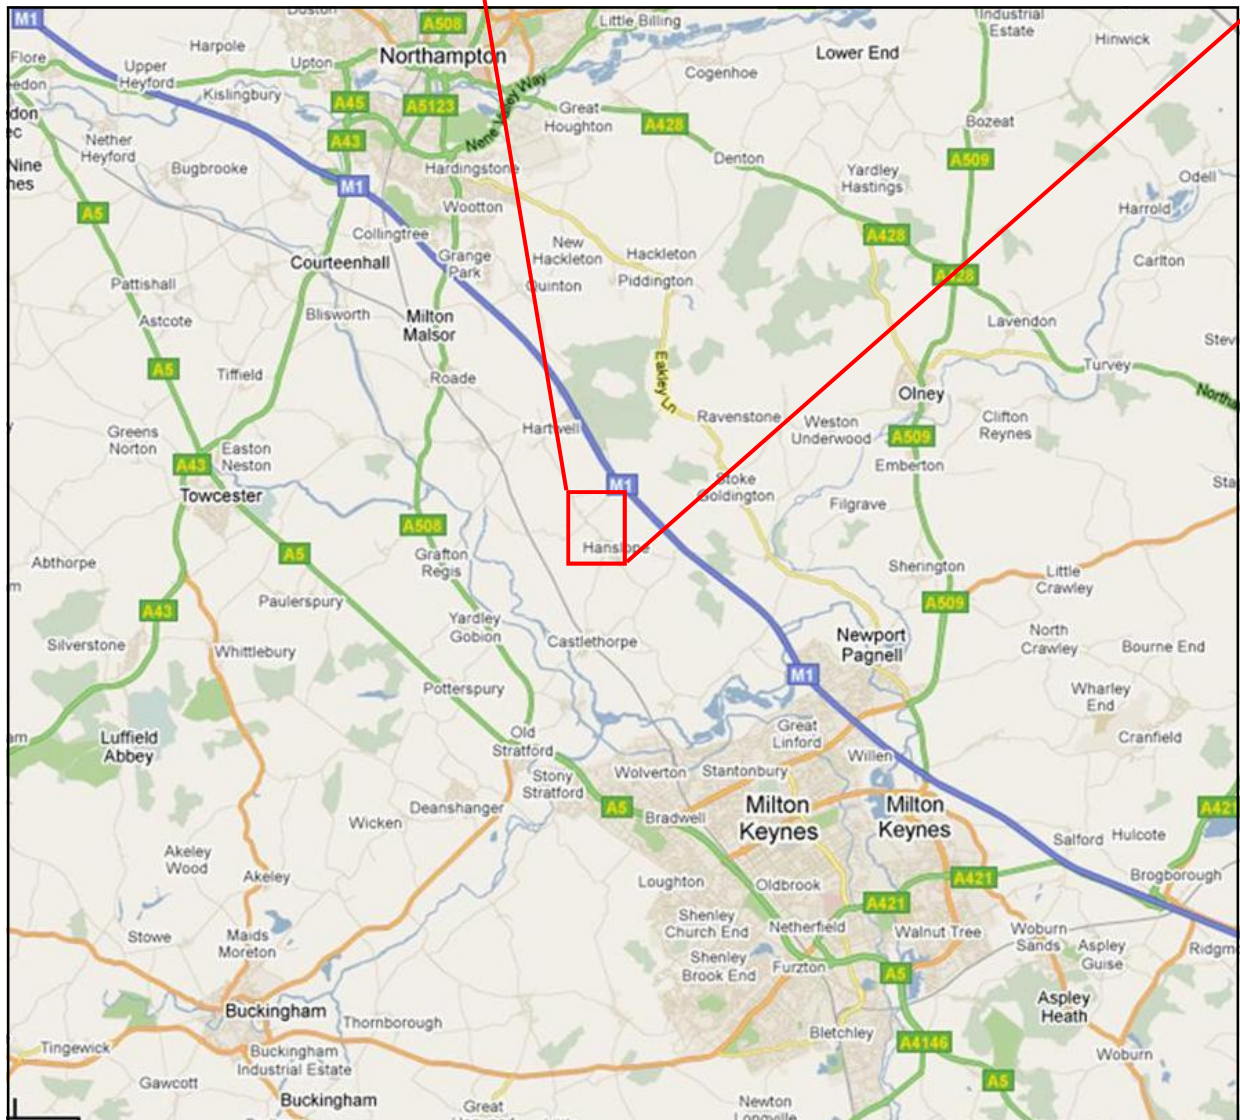 M1
Duston
A508
Little Billing
Industrial
Estate
Hinwick
Harpole
Northampton
Lower End
Flore
Upton
Upper
Heyford
Cogenhoe
Kislingbury
A45
A5123
Nene Valley Way
Great
Houghton
A428
Bozeat
A43
Nether
Heyford
Nine
Bugbrooke
Hardingstone
Denton
A509
Yardley
Hastings
Odell
M1
A5
Wootton
Harrold
Collingtree
A428
New
Hackleton
Hackleton
Courteenhall
Grange
Park
Carlton
A428
Pattishall
Quinton
Piddington
Astcote
Blisworth
Milton
Malsor
Lavendon
A5
Tiffield
Roade
Eakley Ln
Turvey
Olney
Ravenstone
Weston
Underwood
Clifton
Reynes
Greens
Norton
Easton
Neston
Hartwell
A509
A43
Emberton
Towcester
M1
Stoke
Goldington
Filgrave
A508
Hanslope
A5
Grafton
Regis
Abthorpe
Sherington
Little
Crawley
Paulerspury
A43
A509
Yardley
Gobion
Silverstone
Whittlebury
Castlethorpe
Newport
Pagnell
North
Crawley
Bourne End
M1
Potterspury
Wharley
End
Luffield
Abbey
Old
Stratford
Great
Linford
Cranfield
Willen
Stony
Stratford
Wolverton
Stantonbury
A5
Deanshanger
Milton
Keynes
Milton
Keynes
A421
Wicken
Bradwell
Salford
Hulcote
Akeley
Wood
Akeley
Loughton
Oldbrook
A421
Brogborough
A421
Shenley
Church End
Netherfield
Walnut Tree
Woburn
Sands
Stowe
Maids
Moreton
Aspley
Guise
Shenley
Brook End
Furzton
A5
Buckingham
Aspley
Heath
Thornborough
Bletchley
A4146
Tingewick
Buckingham
Industrial Estate
Woburn
Gawcott
A5
Buckingham
Great
Newton
Longville